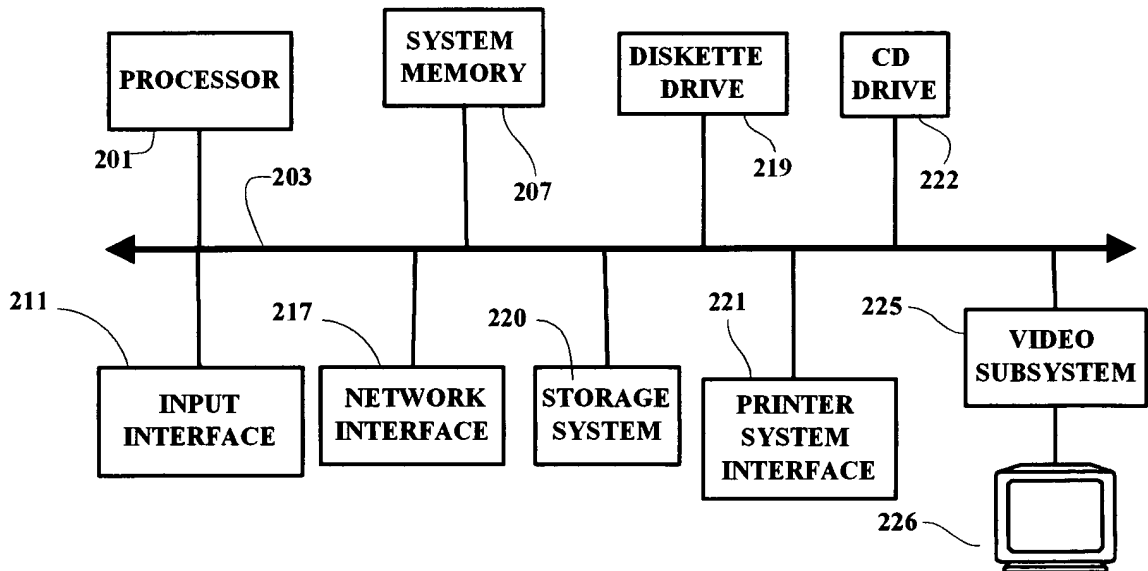 PROCESSOR
201
SYSTEM
MEMORY
207
DISKETTE
DRIVE
219
CD
DRIVE
222
203
211
INPUT
INTERFACE
217
NETWORK
INTERFACE
220
STORAGE
SYSTEM
221
PRINTER
SYSTEM
INTERFACE
225
VIDEO
SUBSYSTEM
226